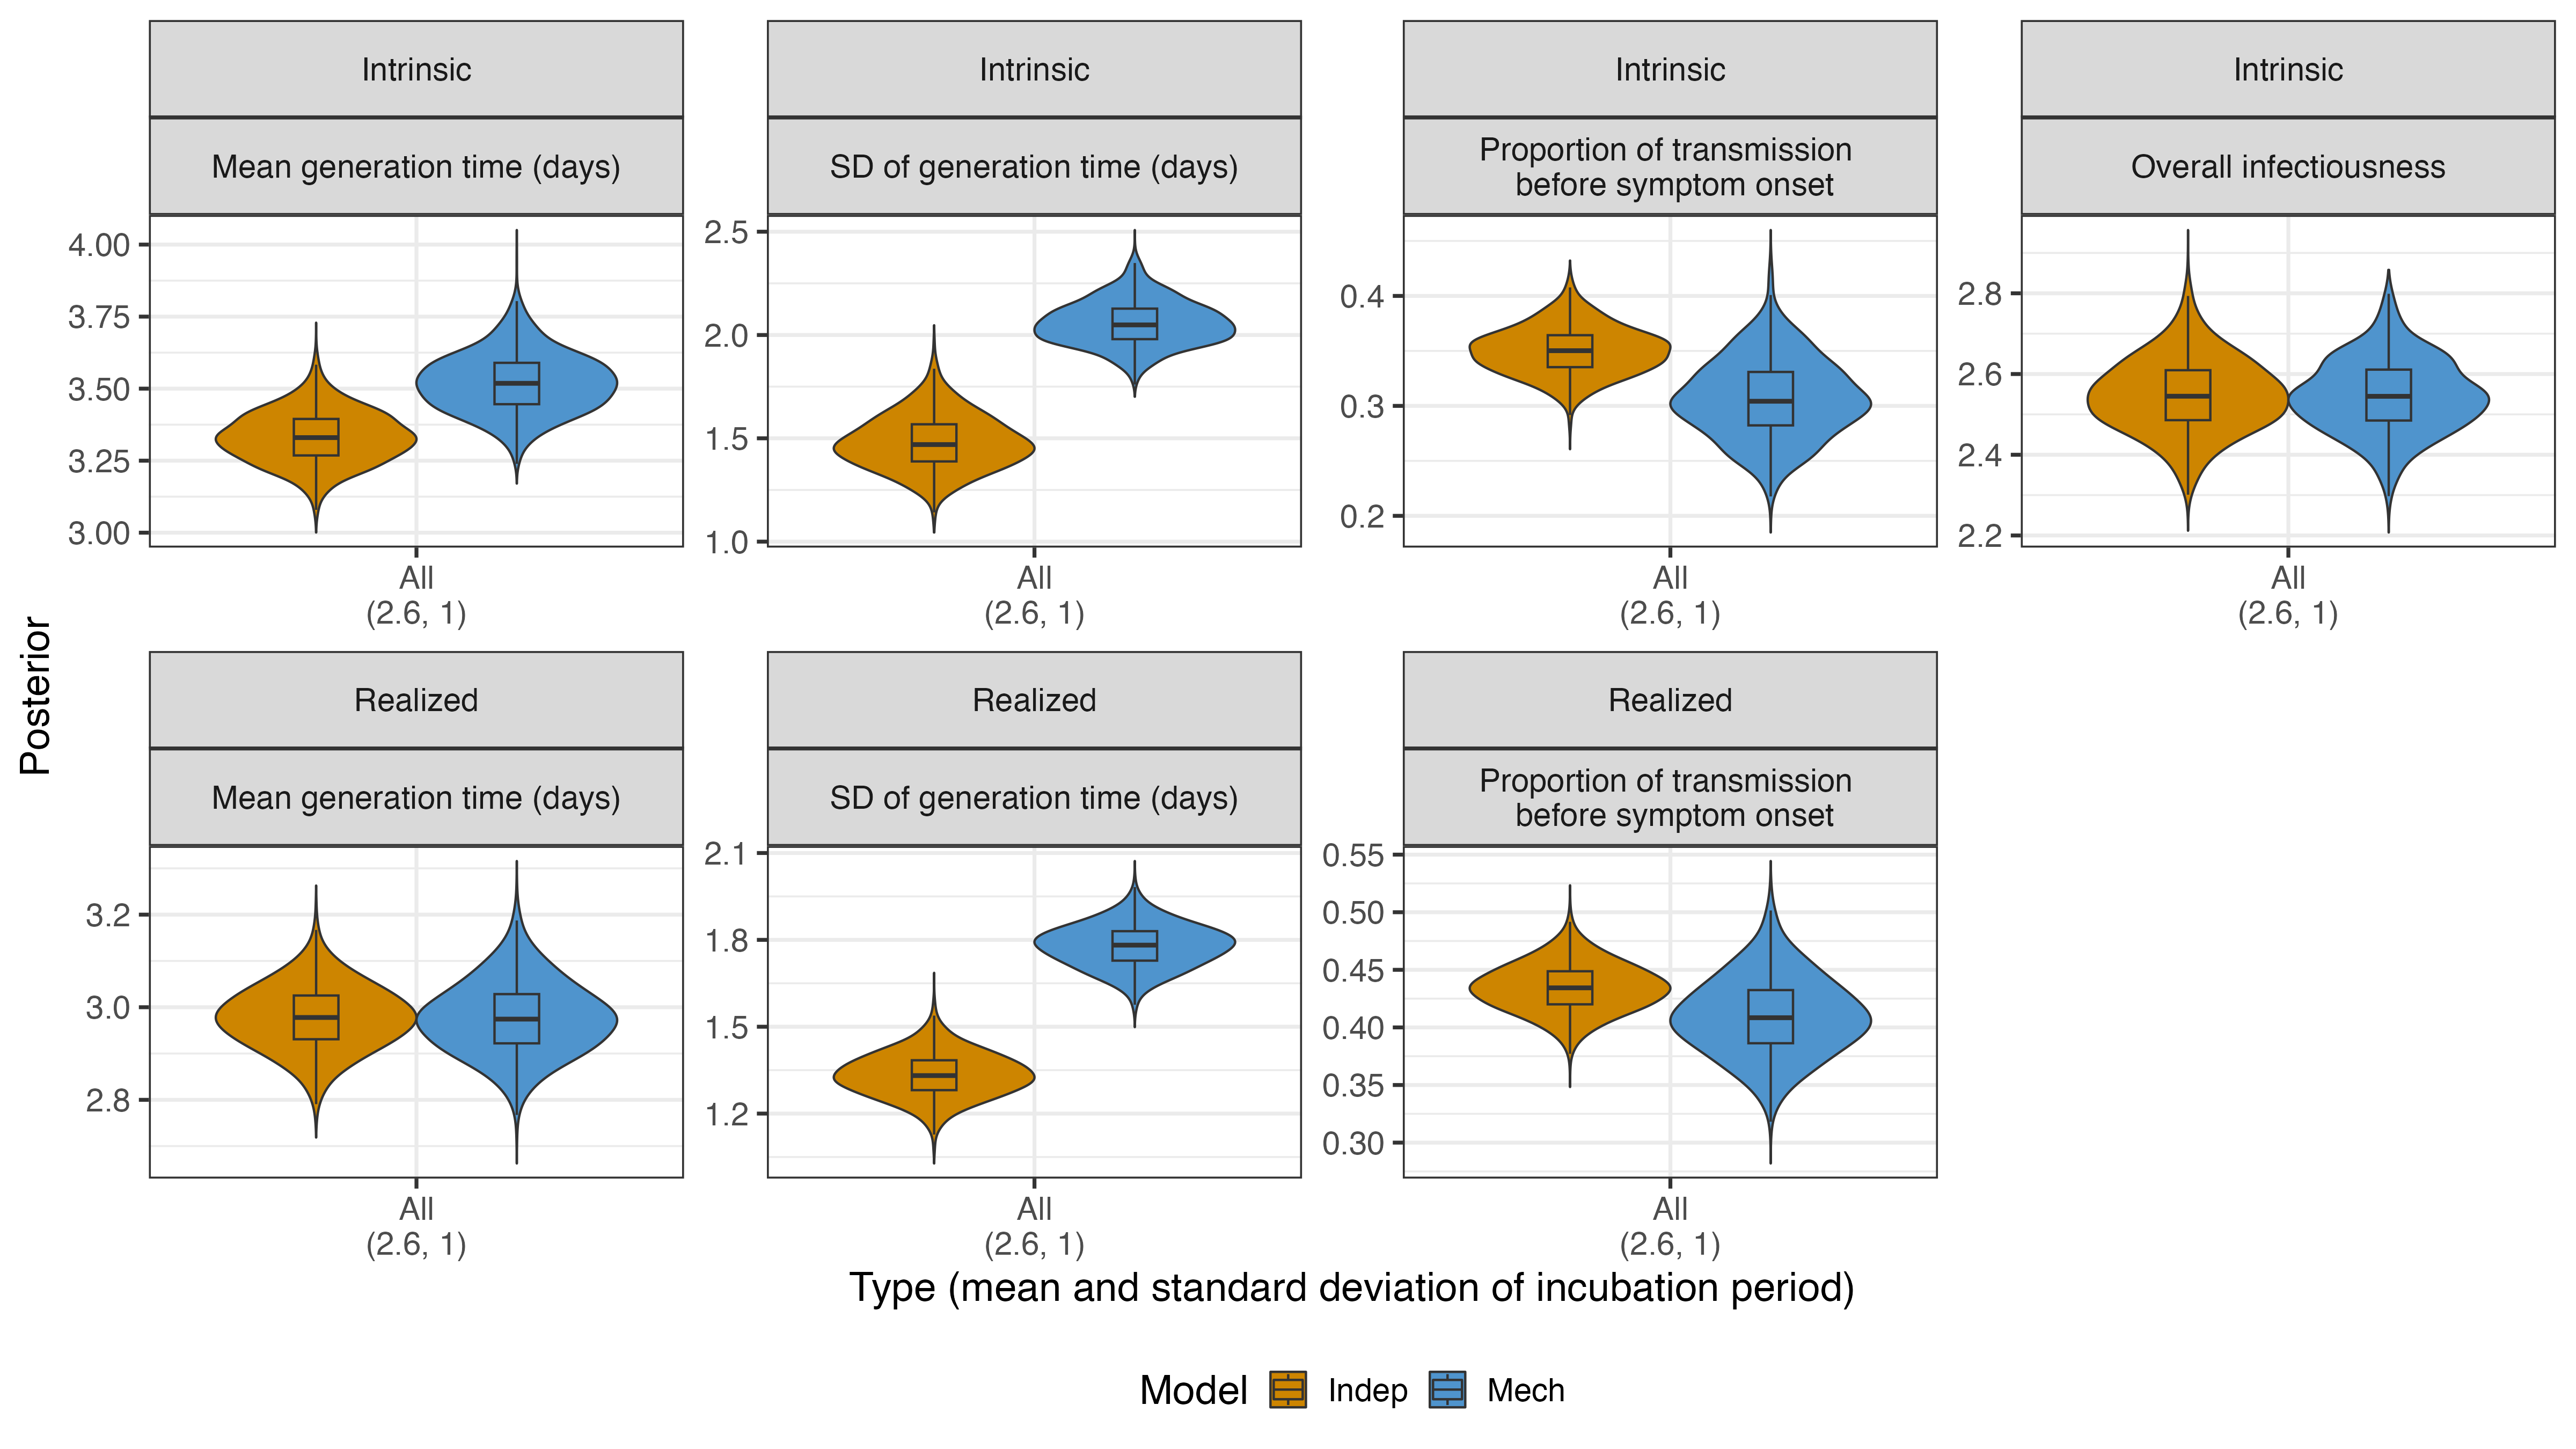 Intrinsic
Intrinsic
Intrinsic
Intrinsic
Mean generation time (days)
SD of generation time (days)
Proportion of transmission
before symptom onset
Overall infectiousness
4.00
3.75
3.50
3.25
3.00
2.5
2.0
1.5
1.0
0.4
0.3
0.2
2.8
2.6
2.4
2.2
All
(2.6, 1)
All
(2.6, 1)
All
(2.6, 1)
All
(2.6, 1)
Posterior
Realized
Realized
Realized
Mean generation time (days)
SD of generation time (days)
Proportion of transmission
before symptom onset
3.2
3.0
2.8
2.1
1.8
1.5
1.2
0.55
0.50
0.45
0.40
0.35
0.30
All
(2.6, 1)
All
(2.6, 1)
All
(2.6, 1)
Type (mean and standard deviation of incubation period)
Model Indep Mech